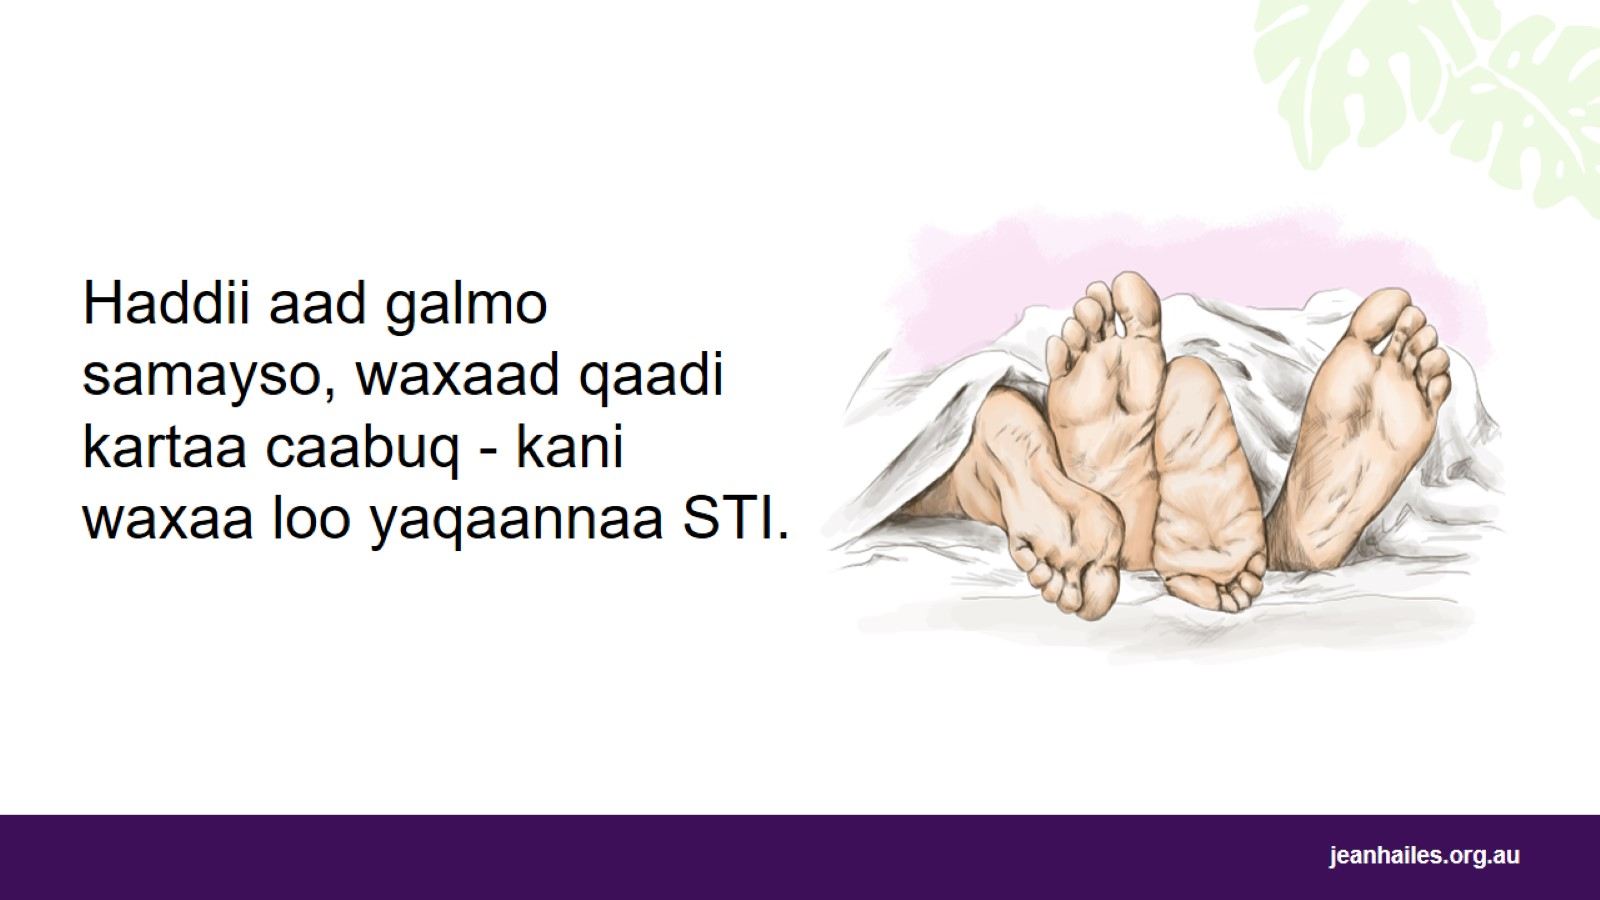 Haddii aad galmo
samayso, waxaad qaadi
kartaa caabuq - kani
waxaa loo yaqaannaa STI.
jeanhailes.org.au